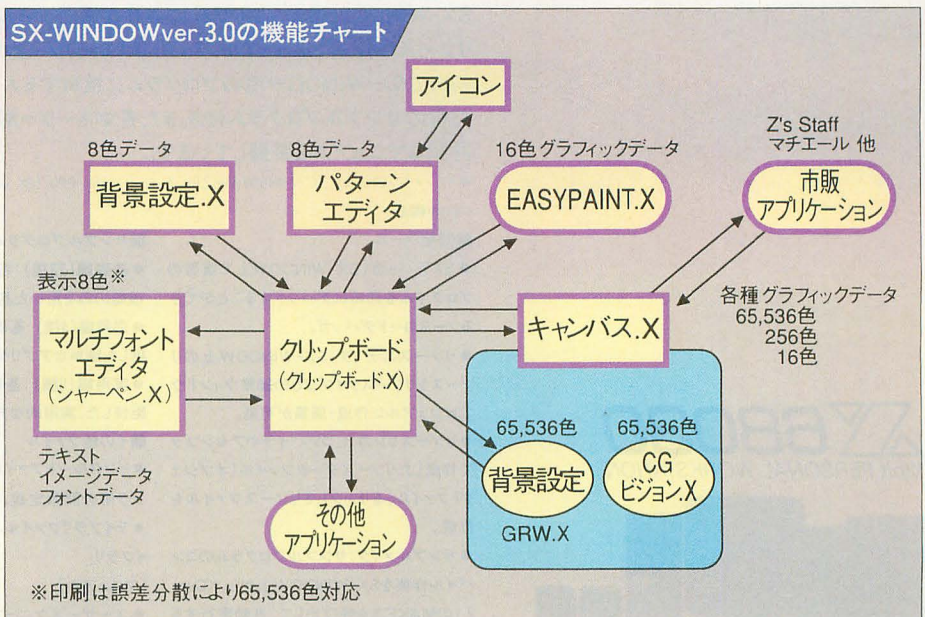 SX-WINDOWver.3.0の機能チャート
アイコン
8色データ
背景設定.X
8色データ
パターン
エディタ
16色グラフィックデータ
EASYPAINT.X
Z's Staff
マチエール 他
市販
アプリケーション
表示8色※
マルチフォント
エディタ
(シャーペン.X)
テキスト
イメージデータ
フォントデータ
クリップボード
(クリップボード.X)
キャンバス.X
各種グラフィックデータ
65,536色
256色
16色
65,536色
背景設定
GRW.X
65,536色
CG
ビジョン.X
その他
アプリケーション
※印刷は誤差分散により65,536色対応